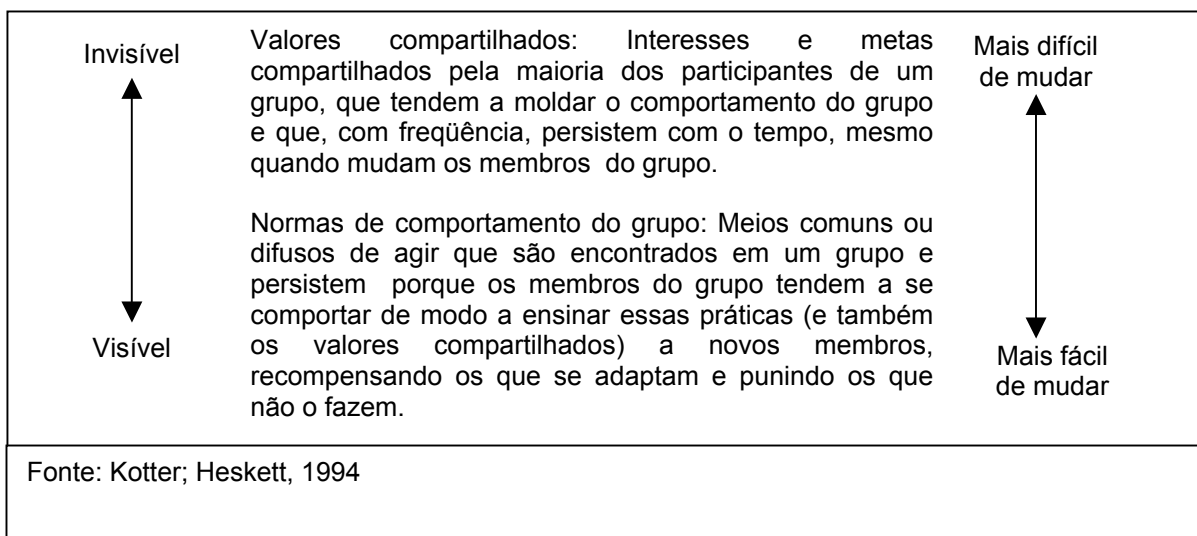 Invisível
Valores compartilhados: Interesses e metas
compartilhados pela maioria dos participantes de um
grupo, que tendem a moldar o comportamento do grupo
e que, com freqüência, persistem com o tempo, mesmo
quando mudam os membros do grupo.
Mais difícil
de mudar
Normas de comportamento do grupo: Meios comuns ou
difusos de agir que são encontrados em um grupo e
persistem porque os membros do grupo tendem a se
comportar de modo a ensinar essas práticas (e também
os valores compartilhados) a novos membros,
recompensando os que se adaptam e punindo os que
não o fazem.
Visível
Mais fácil
de mudar
Fonte: Kotter; Heskett, 1994